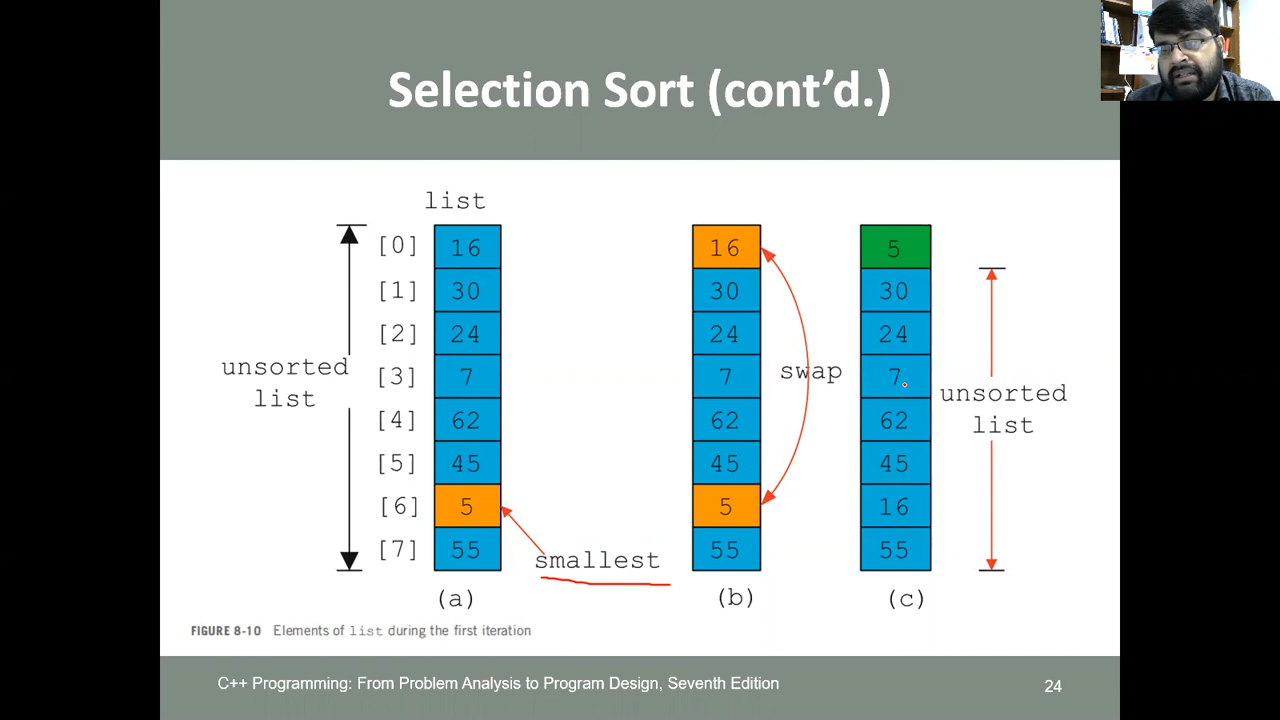 Selection Sort (cont'd.)
list
[0] 16 16 5
[1] 30 30 30
[2] 24 24 24
[3] 7 7 7
[4] 62 62 62
[5] 45 45 45
[6] 5 5 16
[7] 55 55 55
unsorted
list
swap
unsorted
list
smallest
(a) (b) (c)
FIGURE 8-10 Elements of list during the first iteration
C++ Programming: From Problem Analysis to Program Design, Seventh Edition
24